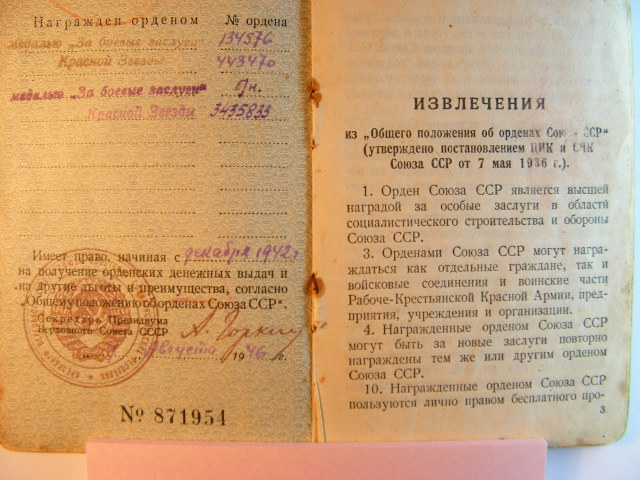 Награжден орденом № ордена
медалью „За боевые заслуги" 134576
Красной Звезды 443470
медалью „За боевые заслуги" б/н.
Красной Звезды 3435833
Имеет право, начиная с декабря 1942 г
на получение орденских денежных выдач и
на другие льготы и преимущества, согласно
„Общему положению об орденах Союза ССР".
Секретарь Президиума
Верховного Совета СССР А. Горкин
августа 1946 г.
№ 871954
ИЗВЛЕЧЕНИЯ
из „Общего положения об орденах Союза ССР"
(утверждено постановлением ЦИК и СНК
Союза ССР от 7 мая 1936 г.).
1. Орден Союза ССР является высшей
наградой за особые заслуги в области
социалистического строительства и обороны
Союза ССР.
3. Орденами Союза ССР могут награ-
ждаться как отдельные граждане, так и
войсковые соединения и воинские части
Рабоче-Крестьянской Красной Армии, пред-
приятия, учреждения и организации.
4. Награжденные орденом Союза ССР
могут быть за новые заслуги повторно
награждены тем же или другим орденом
Союза ССР.
10. Награжденные орденом Союза ССР
пользуются лично правом бесплатного про-
3